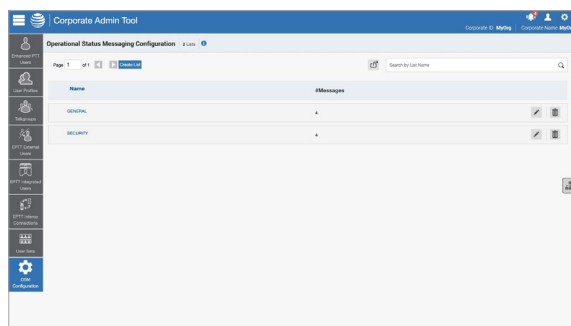 Corporate Admin Tool
Corporate ID: MyOrg | Corporate Name: MyOr
Enhanced PTT
Users
Operational Status Messaging Configuration 2 Lists
Page 1 of 1 Create List
Search by List Name
User Profiles
Name #Messages
Talkgroups
GENERAL 4
SECURITY 4
EPTT External
Users
EPTT Integrated
Users
EPTT Interop
Connections
User Sets
OSM
Configuration